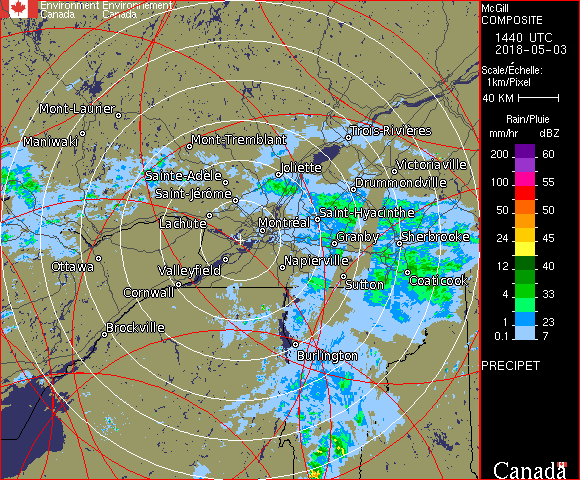 Environment Environnement
Canada Canada
McGill
COMPOSITE
1440 UTC
2018-05-03
Scale/Échelle:
1km/Pixel
40 KM
Rain/Pluie
mm/hr dBZ
200 60
100 55
50 50
24 45
12 40
4 33
1 23
0.1 7
PRECIPET
Canada
Mont-Laurier
Maniwaki
Mont-Tremblant
Trois-Rivières
Sainte-Adèle
Joliette
Victoriaville
Saint-Jérôme
Drummondville
Lachute
Saint-Hyacinthe
Montréal
Granby
Sherbrooke
Ottawa
Valleyfield
Napierville
Coaticook
Cornwall
Sutton
Brockville
Burlington